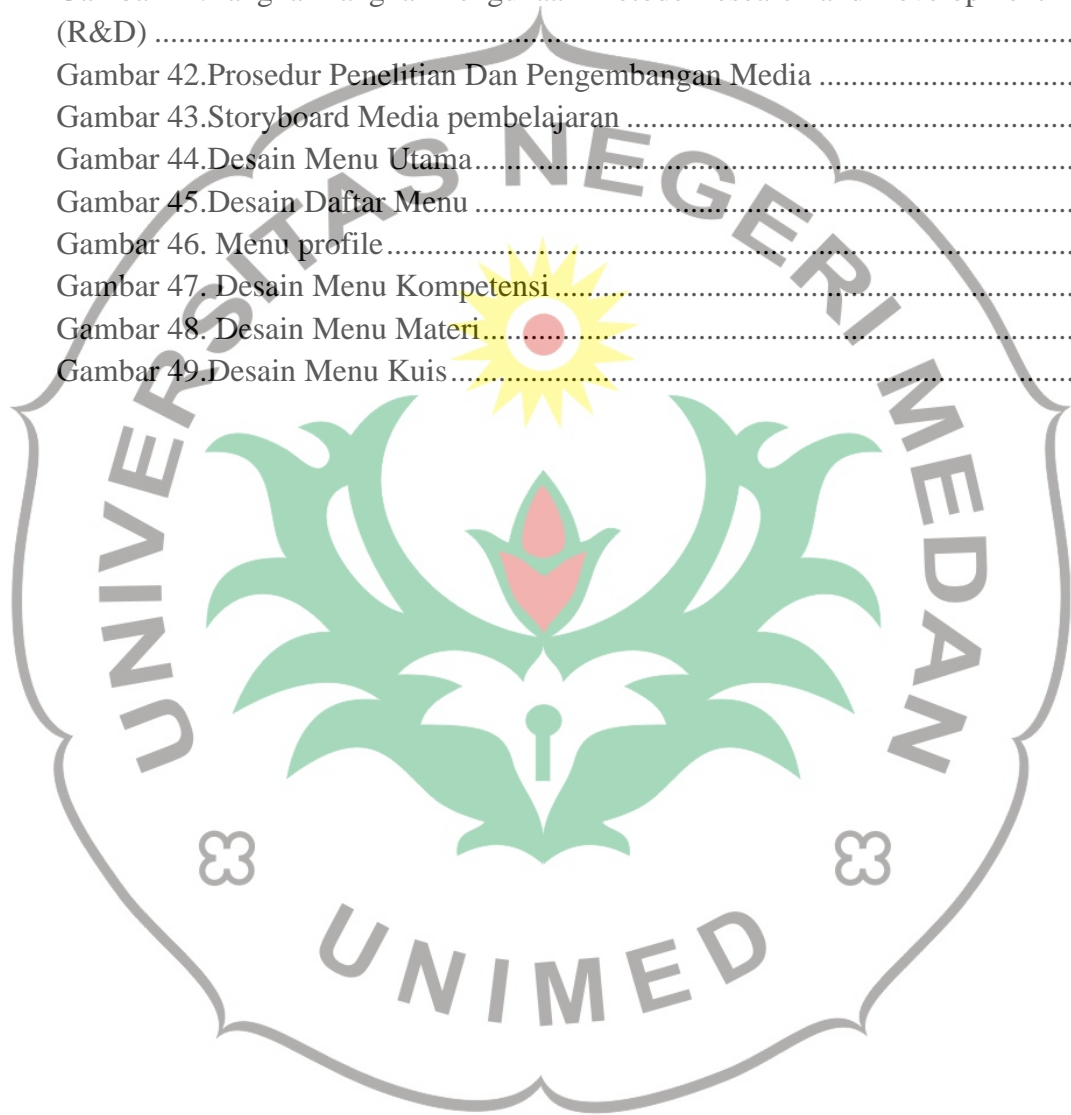 (R&D) ..........................................................................................
Gambar 42.Prosedur Penelitian Dan Pengembangan Media ................................
Gambar 43.Storyboard Media pembelajaran .......................................................
Gambar 44.Desain Menu Utama..........................................................................
Gambar 45.Desain Daftar Menu ..........................................................................
Gambar 46. Menu profile.....................................................................................
Gambar 47. Desain Menu Kompetensi .................................................................
Gambar 48. Desain Menu Materi..........................................................................
Gambar 49.Desain Menu Kuis.............................................................................
UNIVERSITAS NEGERI MEDAN
UNIMED